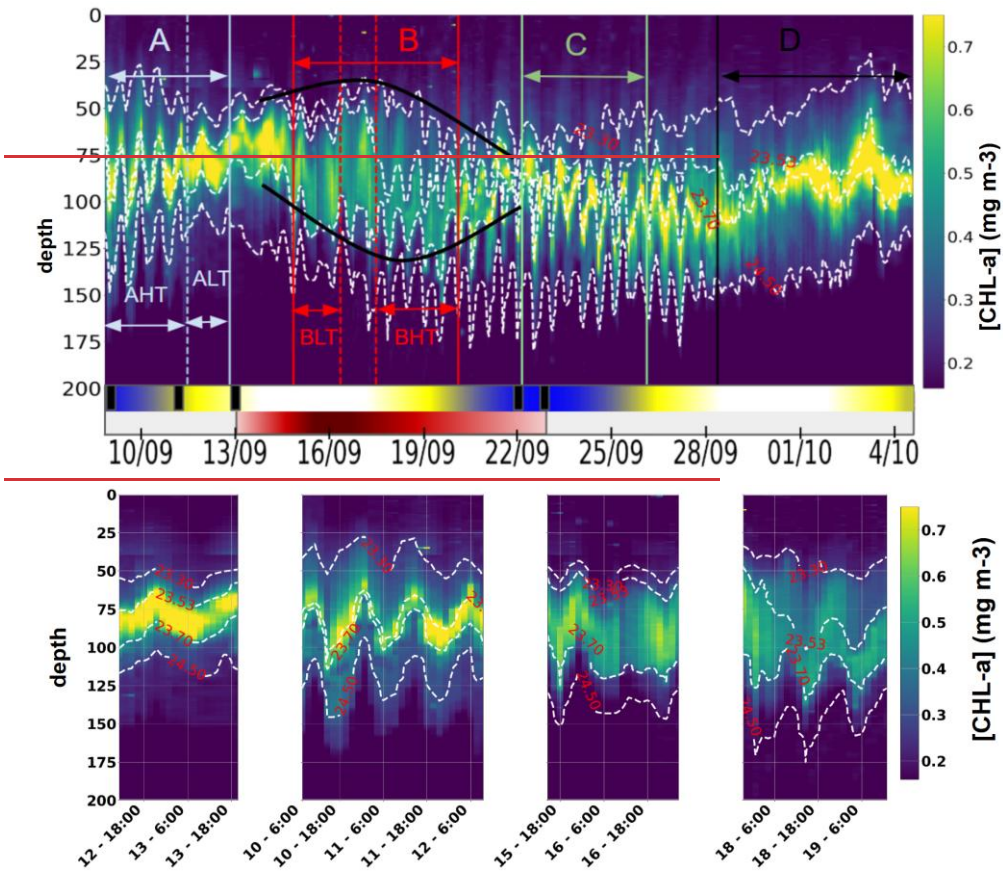 0
25
50
75
100
125
150
175
200
depth
A
B
C
D
AHT
ALT
BLT
BHT
23.53
23.70
0.7
0.6
0.5
0.4
0.3
0.2
[CHL-a] (mg m-3)
10/09 13/09 16/09 19/09 22/09 25/09 28/09 01/10 4/10
0
25
50
75
100
125
150
175
200
depth
23.30
23.53
23.70
24.50
23.30
23.70
24.50
23.30
23.70
24.50
23.30
23.53
23.70
24.50
0.7
0.6
0.5
0.4
0.3
0.2
[CHL-a] (mg m-3)
12 - 18:00
13 - 6:00
13 - 18:00
10 - 6:00
10 - 18:00
11 - 6:00
11 - 18:00
12 - 6:00
15 - 18:00
16 - 6:00
16 - 18:00
18 - 6:00
18 - 18:00
19 - 6:00